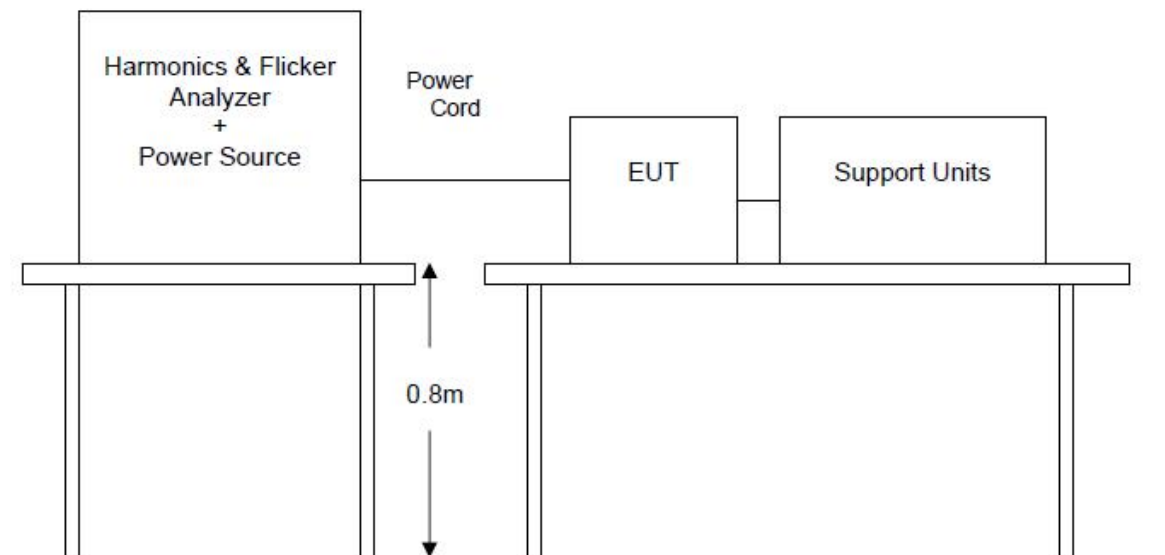 Harmonics & Flicker
Analyzer
+
Power Source
Power
Cord
EUT
Support Units
0.8m